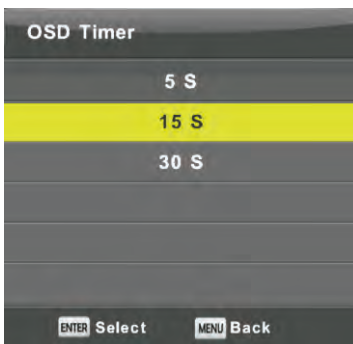 OSD Timer
5 S
15 S
30 S
ENTER Select MENU Back